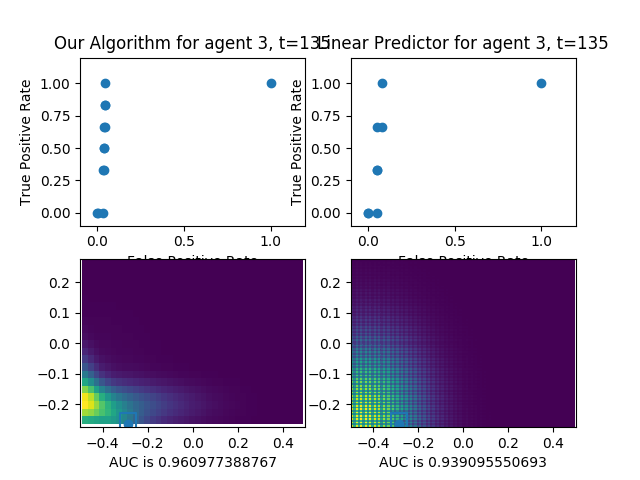 Our Algorithm for agent 3, t=135
Linear Predictor for agent 3, t=135
True Positive Rate
1.00
0.75
0.50
0.25
0.00
0.0 0.5 1.0
False Positive Rate
True Positive Rate
1.00
0.75
0.50
0.25
0.00
0.0 0.5 1.0
False Positive Rate
0.2
0.1
0.0
−0.1
−0.2
−0.4 −0.2 0.0 0.2 0.4
AUC is 0.960977388767
0.2
0.1
0.0
−0.1
−0.2
−0.4 −0.2 0.0 0.2 0.4
AUC is 0.939095550693